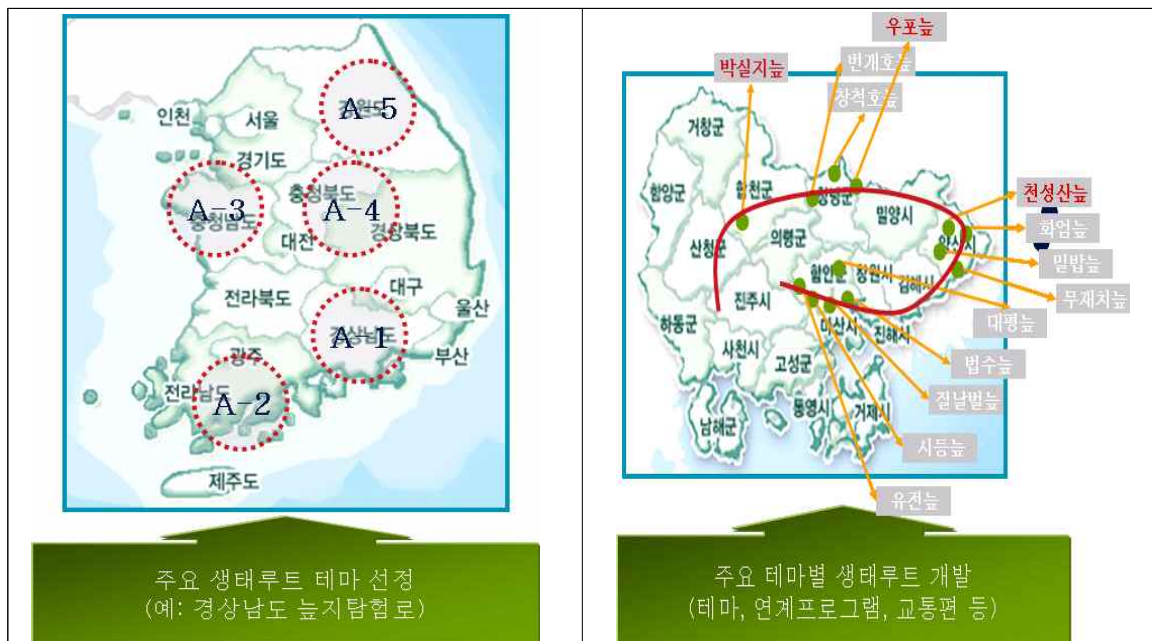 A-5
강원도
인천
서울
경기도
A-3
충청남도
충청북도
A-4
대전
경상북도
전라북도
대구
울산
A-1
경상남도
부산
광주
전라남도
A-2
제주도
주요 생태루트 테마 선정
(예: 경상남도 늪지탐험로)
우포늪
박실지늪
번개호늪
창척호늪
거창군
함양군
합천군
창녕군
밀양시
천성산늪
화엄늪
밀밭늪
무재치늪
산청군
의령군
양산시
함안군
창원시
김해시
진주시
대평늪
하동군
마산시
진해시
사천시
고성군
법수늪
질날벌늪
통영시
거제시
남해군
시등늪
유전늪
주요 테마별 생태루트 개발
(테마, 연계프로그램, 교통편 등)